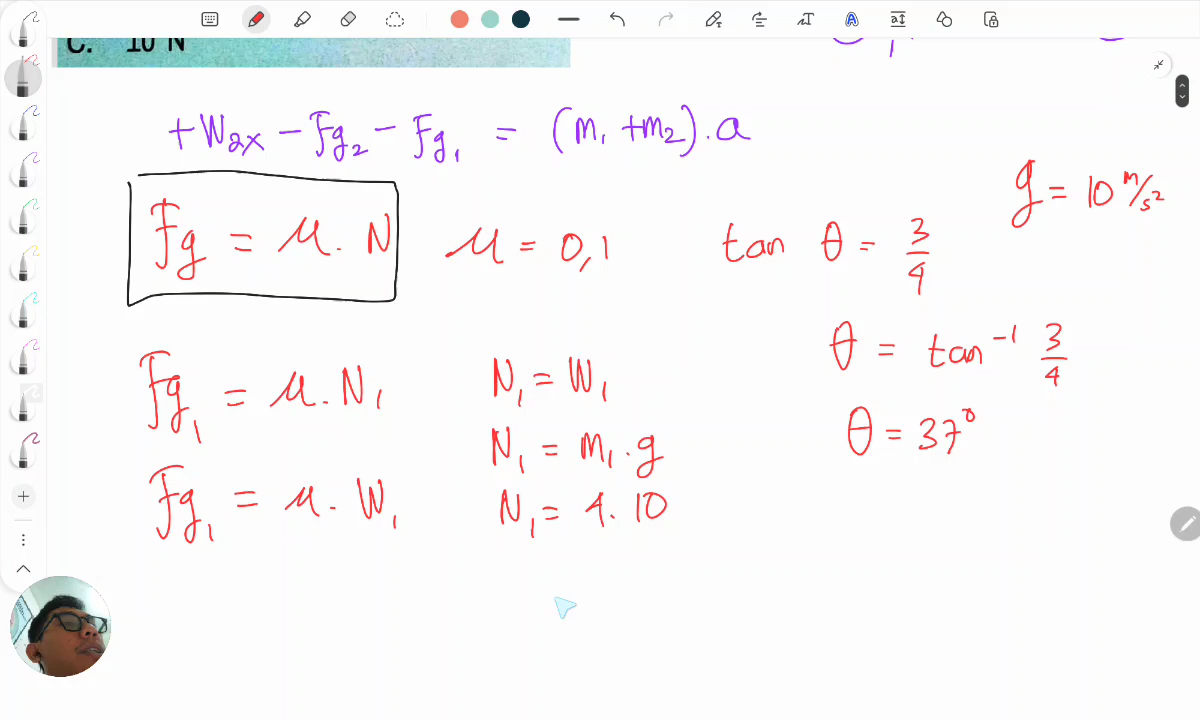 C. 10 N
+W2x − Fg2 − Fg1 = (m1 + m2) . a
g = 10 m/s²
Fg = μ . N
μ = 0,1
tan θ = 3/4
θ = tan⁻¹ 3/4
θ = 37°
Fg1 = μ . N1
N1 = W1
N1 = m1 . g
Fg1 = μ . W1
N1 = 4 . 10